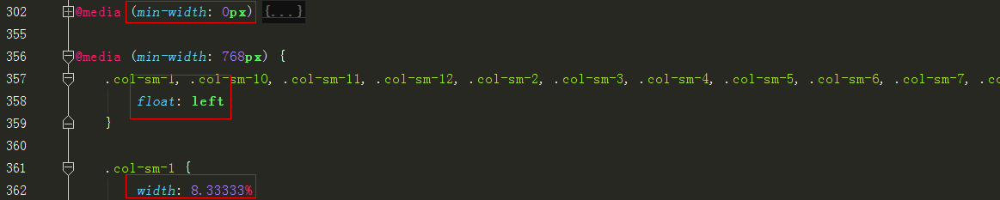 302 @media (min-width: 0px) {...}
355
356 @media (min-width: 768px) {
357 .col-sm-1, .col-sm-10, .col-sm-11, .col-sm-12, .col-sm-2, .col-sm-3, .col-sm-4, .col-sm-5, .col-sm-6, .col-sm-7, .co
358 float: left
359 }
360
361 .col-sm-1 {
362 width: 8.33333%